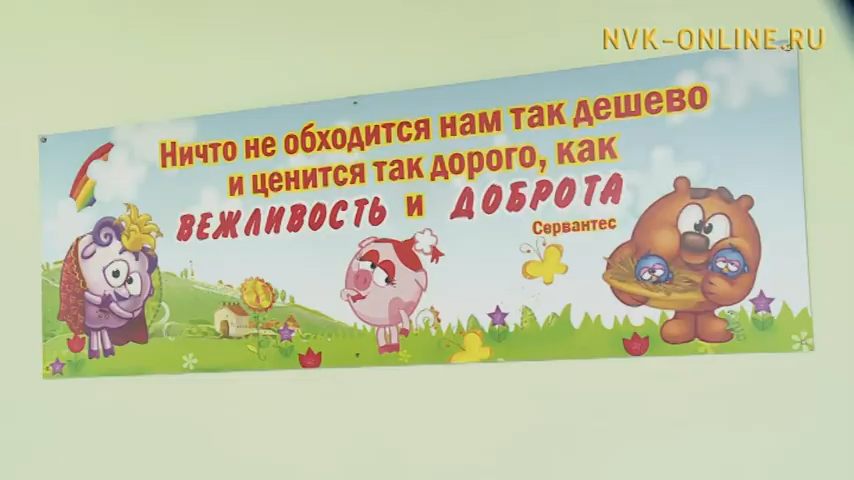 NVK-ONLINE.RU
Ничто не обходится нам так дешево
и ценится так дорого, как
ВЕЖЛИВОСТЬ и ДОБРОТА
Сервантес